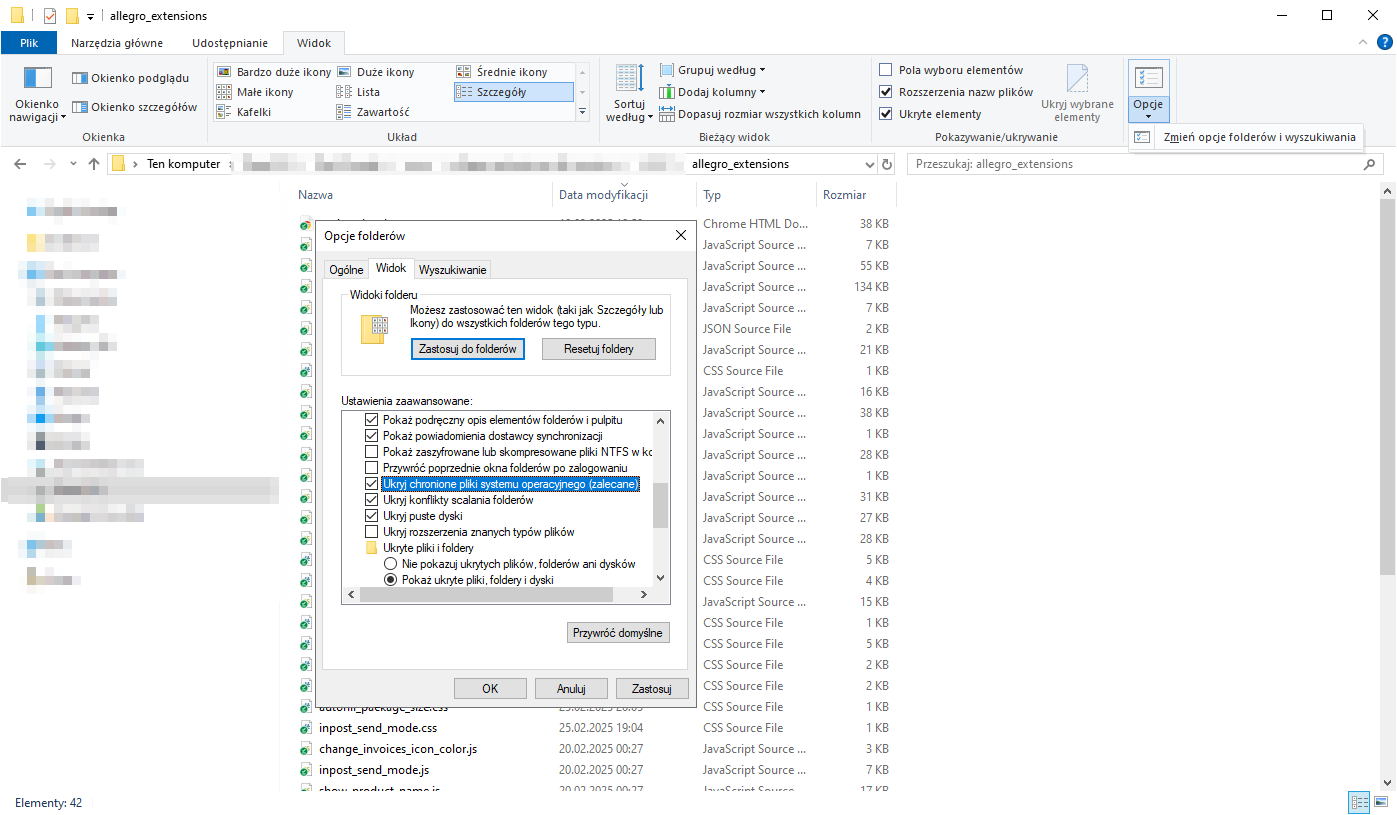 allegro_extensions
Plik Narzędzia główne Udostępnianie Widok
Okienko nawigacji
Okienko podglądu
Okienko szczegółów
Okienka
Bardzo duże ikony Duże ikony Średnie ikony
Małe ikony Lista Szczegóły
Kafelki Zawartość
Układ
Sortuj według
Grupuj według
Dodaj kolumny
Dopasuj rozmiar wszystkich kolumn
Bieżący widok
Pola wyboru elementów
Rozszerzenia nazw plików
Ukryte elementy
Ukryj wybrane elementy
Pokazywanie/ukrywanie
Opcje
Zmień opcje folderów i wyszukiwania
Ten komputer
allegro_extensions
Przeszukaj: allegro_extensions
Nazwa Data modyfikacji Typ Rozmiar
Chrome HTML Do... 38 KB
JavaScript Source ... 7 KB
JavaScript Source ... 55 KB
JavaScript Source ... 134 KB
JavaScript Source ... 7 KB
JSON Source File 2 KB
JavaScript Source ... 21 KB
CSS Source File 1 KB
JavaScript Source ... 16 KB
JavaScript Source ... 38 KB
JavaScript Source ... 1 KB
JavaScript Source ... 28 KB
JavaScript Source ... 1 KB
JavaScript Source ... 31 KB
JavaScript Source ... 27 KB
JavaScript Source ... 28 KB
CSS Source File 5 KB
CSS Source File 4 KB
JavaScript Source ... 15 KB
CSS Source File 1 KB
CSS Source File 5 KB
CSS Source File 2 KB
CSS Source File 2 KB
CSS Source File 1 KB
inpost_send_mode.css 25.02.2025 19:04 CSS Source File 1 KB
change_invoices_icon_color.js 20.02.2025 00:27 JavaScript Source ... 3 KB
inpost_send_mode.js 20.02.2025 00:27 JavaScript Source ... 7 KB
show_product_name.js 20.02.2025 00:27 JavaScript Source ... 17 KB
Elementy: 42
Opcje folderów
Ogólne Widok Wyszukiwanie
Widoki folderu
Możesz zastosować ten widok (taki jak Szczegóły lub
Ikony) do wszystkich folderów tego typu.
Zastosuj do folderów Resetuj foldery
Ustawienia zaawansowane:
Pokaż podręczny opis elementów folderów i pulpitu
Pokaż powiadomienia dostawcy synchronizacji
Pokaż zaszyfrowane lub skompresowane pliki NTFS w ko
Przywróć poprzednie okna folderów po zalogowaniu
Ukryj chronione pliki systemu operacyjnego (zalecane)
Ukryj konflikty scalania folderów
Ukryj puste dyski
Ukryj rozszerzenia znanych typów plików
Ukryte pliki i foldery
Nie pokazuj ukrytych plików, folderów ani dysków
Pokaż ukryte pliki, foldery i dyski
Przywróć domyślne
OK Anuluj Zastosuj